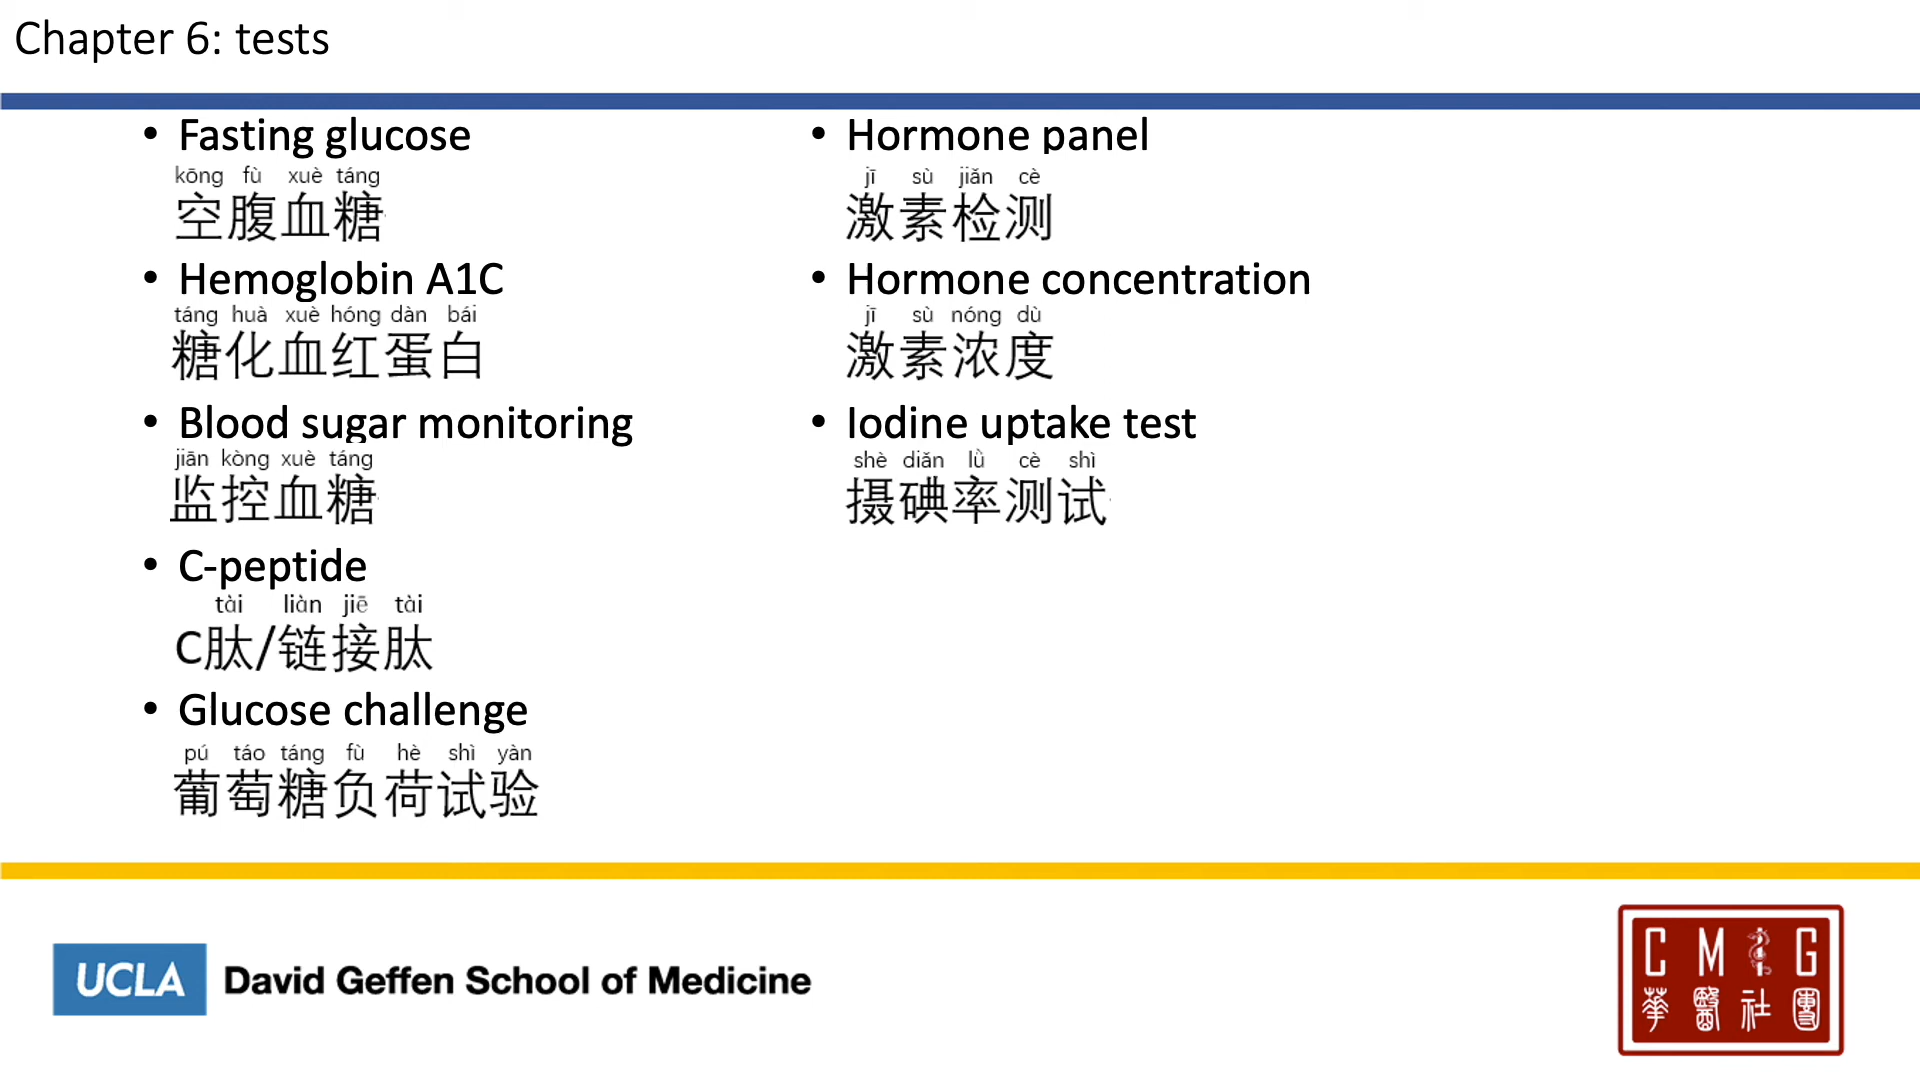 Chapter 6: tests
• Fasting glucose
kōng fù xuè táng
空腹血糖
• Hemoglobin A1C
táng huà xuè hóng dàn bái
糖化血红蛋白
• Blood sugar monitoring
jiān kòng xuè táng
监控血糖
• C-peptide
tài liàn jiē tài
C肽/链接肽
• Glucose challenge
pú táo táng fù hè shì yàn
葡萄糖负荷试验
• Hormone panel
jī sù jiǎn cè
激素检测
• Hormone concentration
jī sù nóng dù
激素浓度
• Iodine uptake test
shè diǎn lǜ cè shì
摄碘率测试
UCLA David Geffen School of Medicine
CMIG
華醫社團